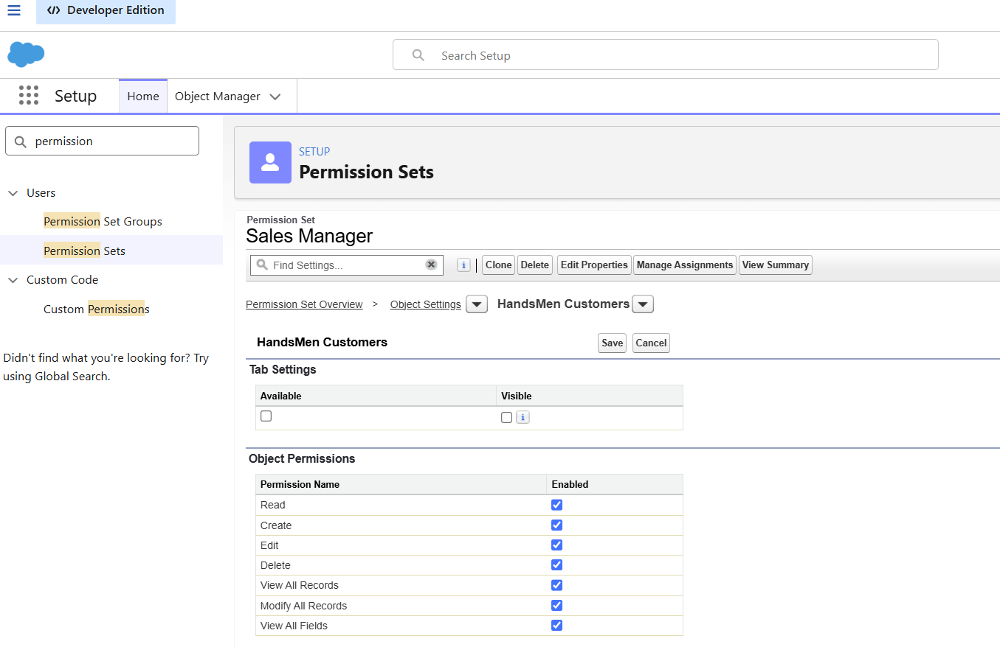 </> Developer Edition
Search Setup
Setup Home Object Manager
permission
Users
Permission Set Groups
Permission Sets
Custom Code
Custom Permissions
Didn't find what you're looking for? Try
using Global Search.
SETUP
Permission Sets
Permission Set
Sales Manager
Find Settings... i Clone Delete Edit Properties Manage Assignments View Summary
Permission Set Overview > Object Settings HandsMen Customers
HandsMen Customers Save Cancel
Tab Settings
Available Visible
i
Object Permissions
Permission Name Enabled
Read
Create
Edit
Delete
View All Records
Modify All Records
View All Fields